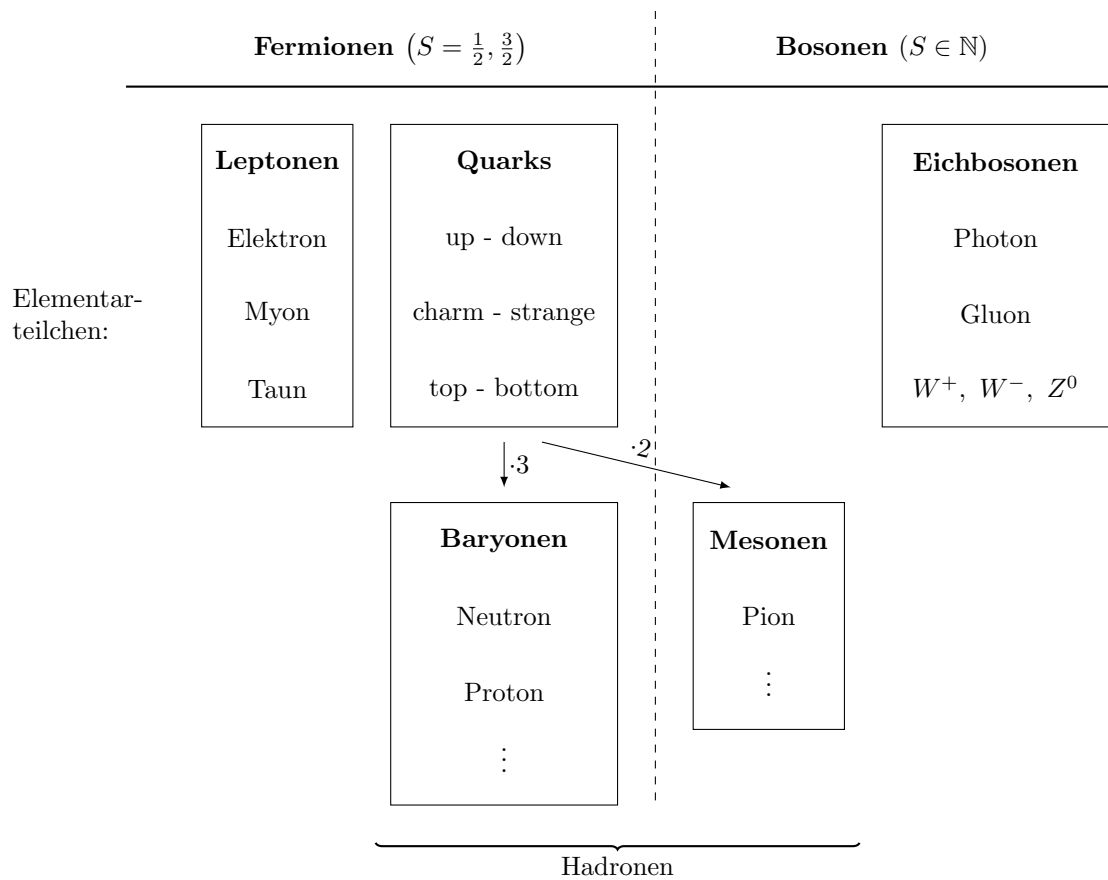 Fermionen (S = 1/2, 3/2)
Bosonen (S ∈ ℕ)
Elementar-
teilchen:
Leptonen
Elektron
Myon
Taun
Quarks
up - down
charm - strange
top - bottom
Eichbosonen
Photon
Gluon
W⁺, W⁻, Z⁰
·3
·2
Baryonen
Neutron
Proton
⋮
Mesonen
Pion
⋮
Hadronen